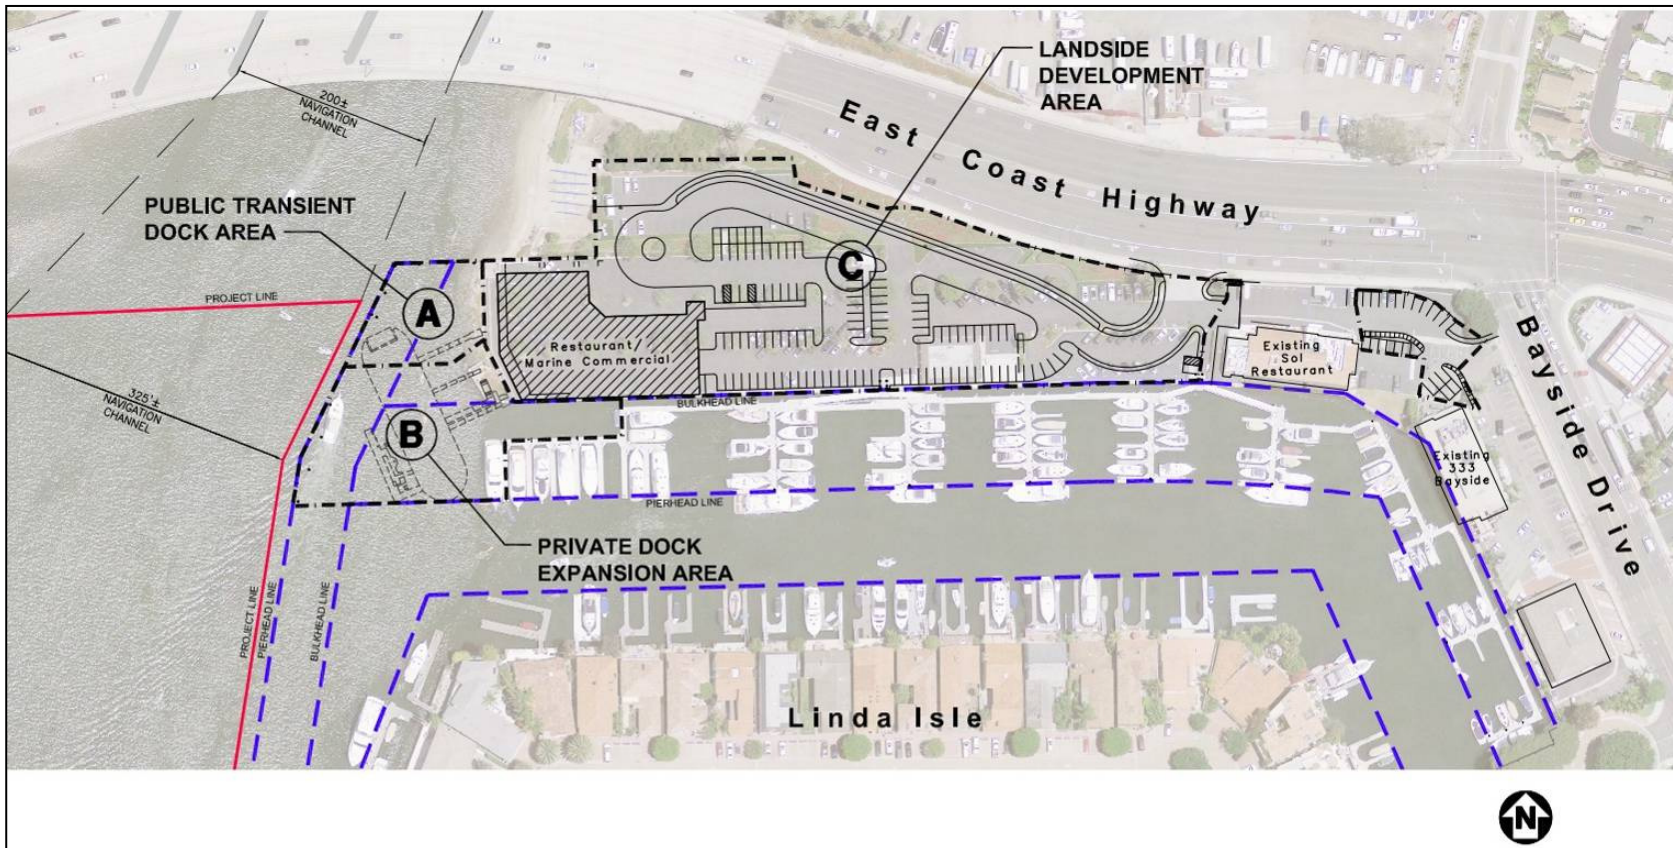 LANDSIDE
DEVELOPMENT
AREA
200±
NAVIGATION
CHANNEL
East Coast Highway
PUBLIC TRANSIENT
DOCK AREA
C
PROJECT LINE
A
Restaurant/
Marine Commercial
Existing
Sol
Restaurant
Bayside Drive
325'±
NAVIGATION
CHANNEL
BULKHEAD LINE
B
Existing
333
Bayside
PIERHEAD LINE
PRIVATE DOCK
EXPANSION AREA
PROJECT LINE
PIERHEAD LINE
BULKHEAD LINE
Linda Isle
N